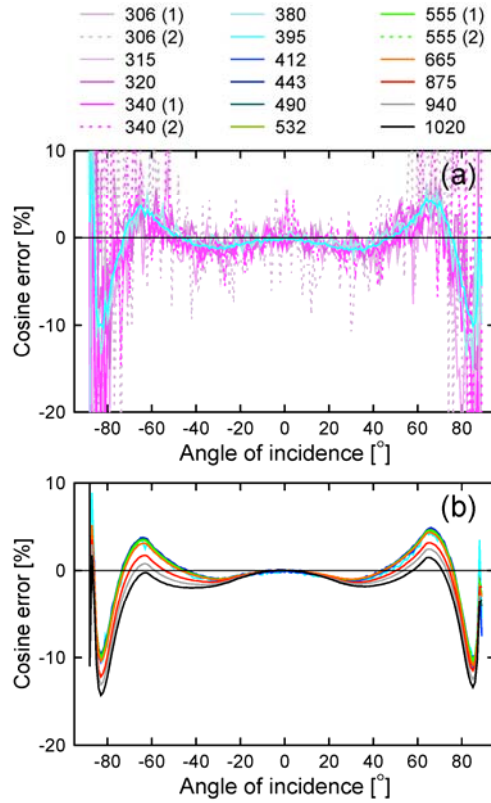 306 (1) 380 555 (1)
306 (2) 395 555 (2)
315 412 665
320 443 875
340 (1) 490 940
340 (2) 532 1020
(a)
10
0
-10
-20
Cosine error [%]
-80 -60 -40 -20 0 20 40 60 80
Angle of incidence [°]
(b)
10
0
-10
-20
Cosine error [%]
-80 -60 -40 -20 0 20 40 60 80
Angle of incidence [°]